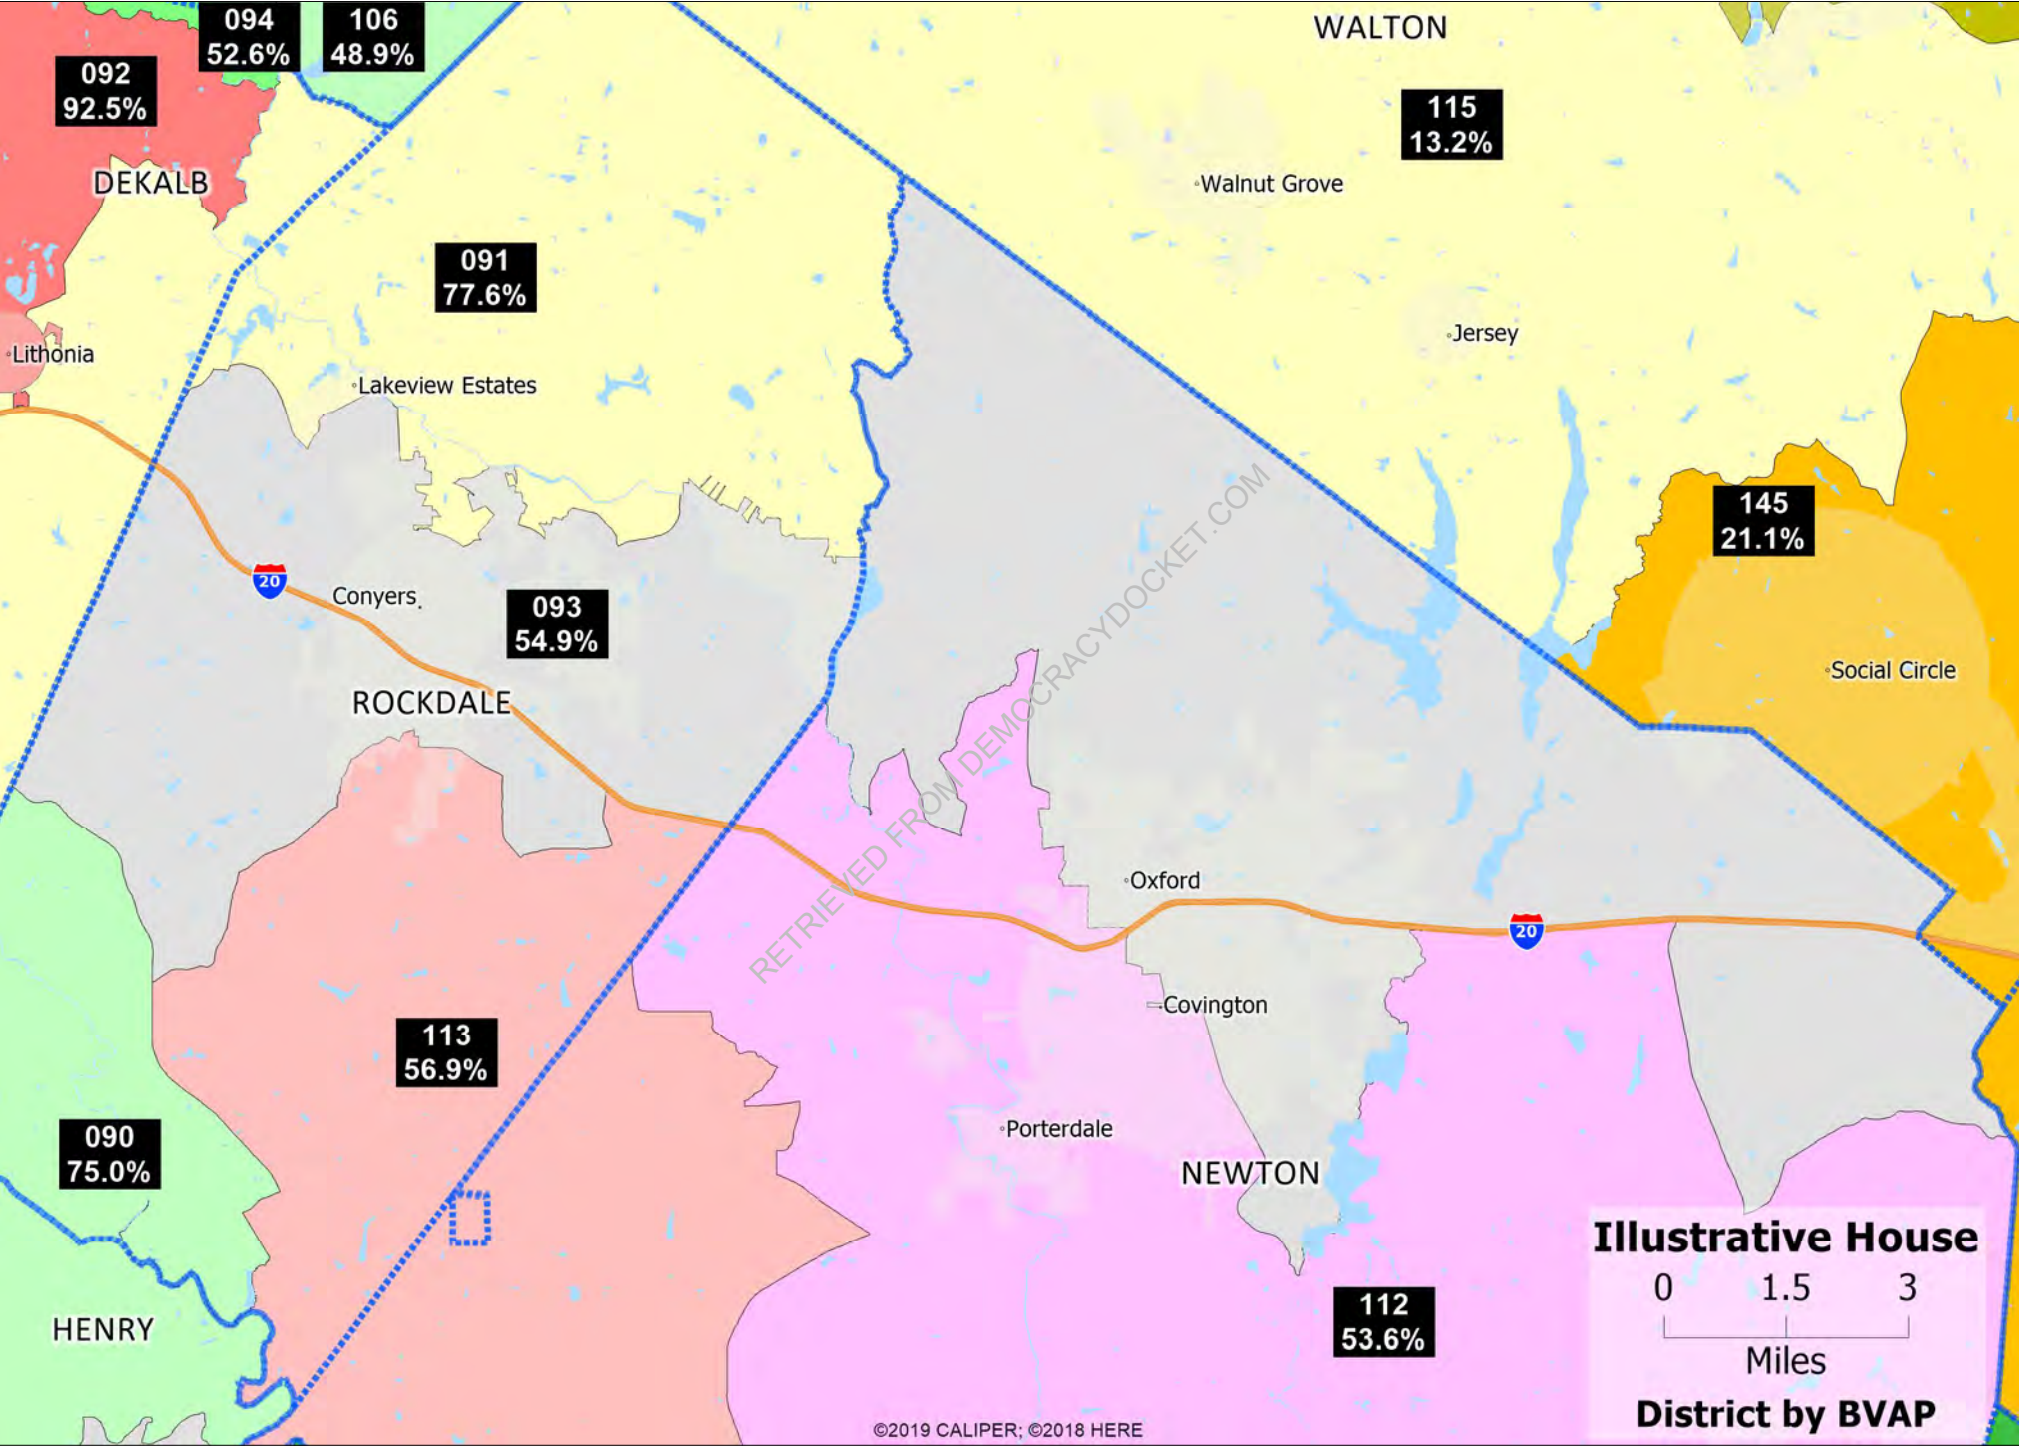 094
52.6%
106
48.9%
WALTON
092
92.5%
115
13.2%
DEKALB
Walnut Grove
091
77.6%
Jersey
Lithonia
Lakeview Estates
145
21.1%
20
Conyers
093
54.9%
Social Circle
ROCKDALE
RETRIEVED FROM DEMOCRACYDOCKET.COM
Oxford
20
Covington
113
56.9%
Porterdale
090
75.0%
NEWTON
Illustrative House
0 1.5 3
Miles
District by BVAP
112
53.6%
HENRY
©2019 CALIPER; ©2018 HERE